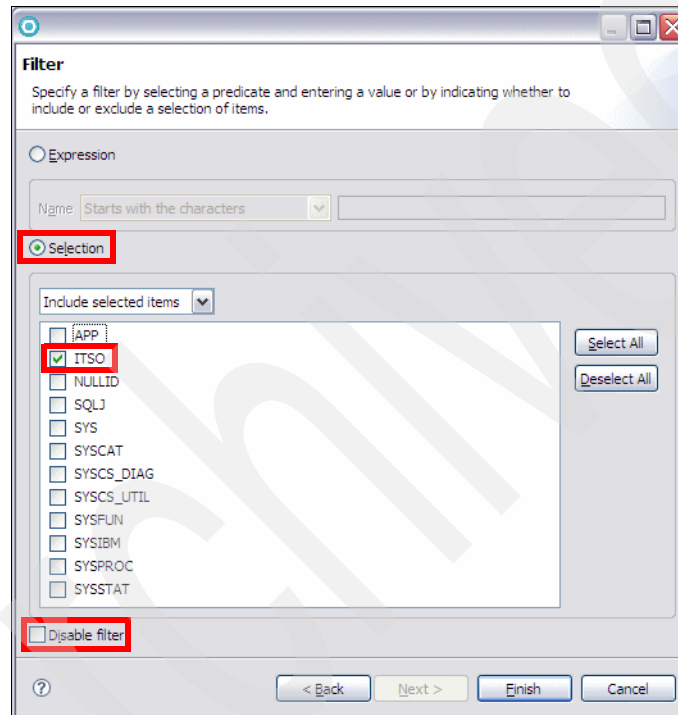 Filter
Specify a filter by selecting a predicate and entering a value or by indicating whether to
include or exclude a selection of items.
Expression
Name Starts with the characters
Selection
Include selected items
APP
ITSO
NULLID
SQLJ
SYS
SYSCAT
SYSCS_DIAG
SYSCS_UTIL
SYSFUN
SYSIBM
SYSPROC
SYSSTAT
Select All
Deselect All
Disable filter
? < Back Next > Finish Cancel